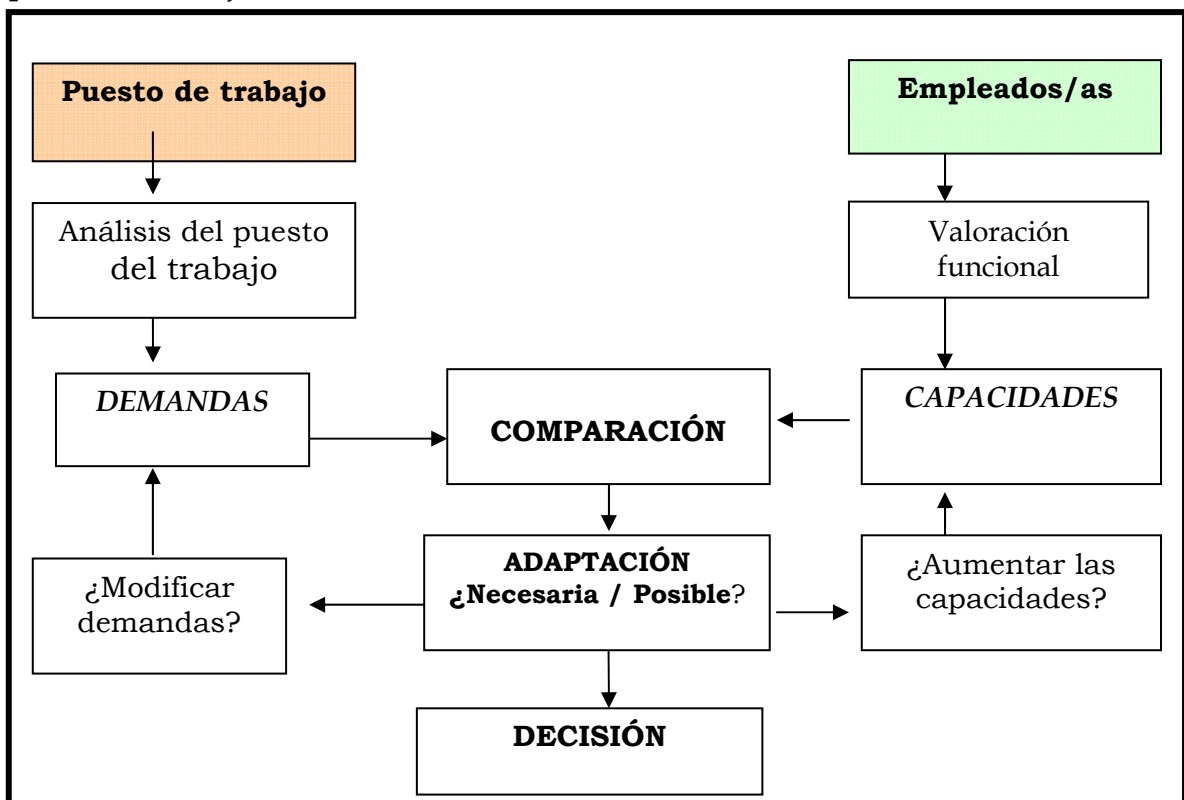 Puesto de trabajo
Empleados/as
Análisis del puesto
del trabajo
Valoración
funcional
DEMANDAS
COMPARACIÓN
CAPACIDADES
¿Modificar
demandas?
ADAPTACIÓN
¿Necesaria / Posible?
¿Aumentar las
capacidades?
DECISIÓN